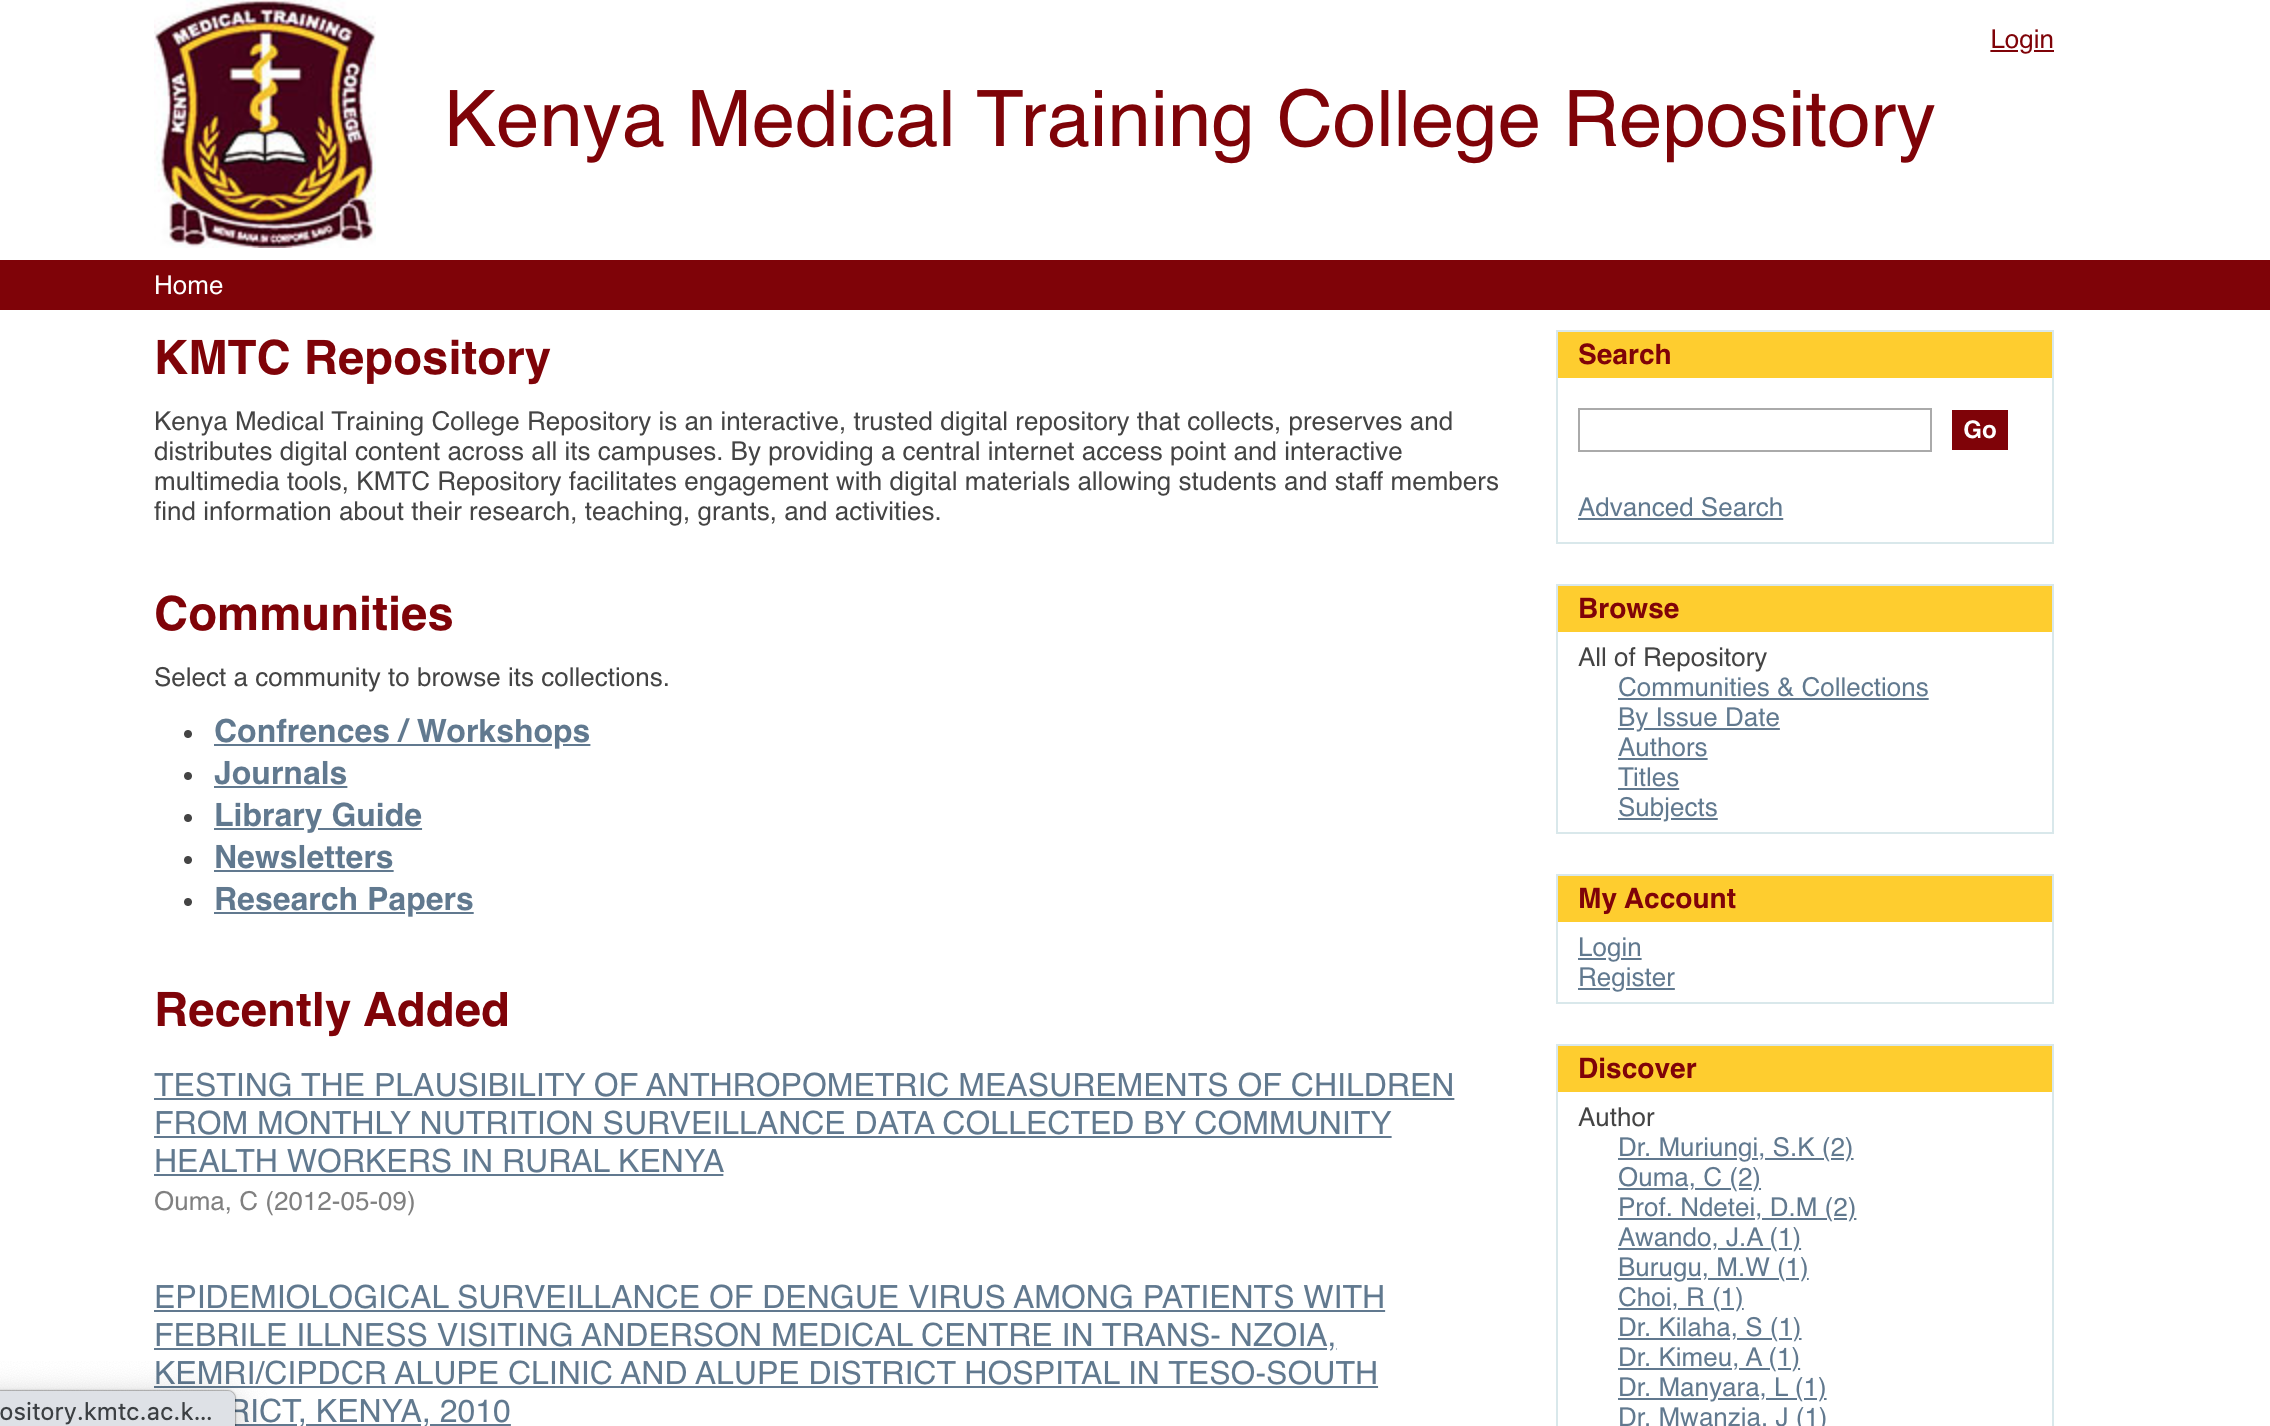 MEDICAL TRAINING
KENYA
COLLEGE
MENS SANA IN CORPORE SANO
Login
Kenya Medical Training College Repository
Home
KMTC Repository
Kenya Medical Training College Repository is an interactive, trusted digital repository that collects, preserves and
distributes digital content across all its campuses. By providing a central internet access point and interactive
multimedia tools, KMTC Repository facilitates engagement with digital materials allowing students and staff members
find information about their research, teaching, grants, and activities.
Communities
Select a community to browse its collections.
Confrences / Workshops
Journals
Library Guide
Newsletters
Research Papers
Recently Added
TESTING THE PLAUSIBILITY OF ANTHROPOMETRIC MEASUREMENTS OF CHILDREN
FROM MONTHLY NUTRITION SURVEILLANCE DATA COLLECTED BY COMMUNITY
HEALTH WORKERS IN RURAL KENYA
Ouma, C (2012-05-09)
EPIDEMIOLOGICAL SURVEILLANCE OF DENGUE VIRUS AMONG PATIENTS WITH
FEBRILE ILLNESS VISITING ANDERSON MEDICAL CENTRE IN TRANS- NZOIA,
KEMRI/CIPDCR ALUPE CLINIC AND ALUPE DISTRICT HOSPITAL IN TESO-SOUTH
RICT, KENYA, 2010
ository.kmtc.ac.k...
Search
Go
Advanced Search
Browse
All of Repository
Communities & Collections
By Issue Date
Authors
Titles
Subjects
My Account
Login
Register
Discover
Author
Dr. Muriungi, S.K (2)
Ouma, C (2)
Prof. Ndetei, D.M (2)
Awando, J.A (1)
Burugu, M.W (1)
Choi, R (1)
Dr. Kilaha, S (1)
Dr. Kimeu, A (1)
Dr. Manyara, L (1)
Dr. Mwanzia, J (1)